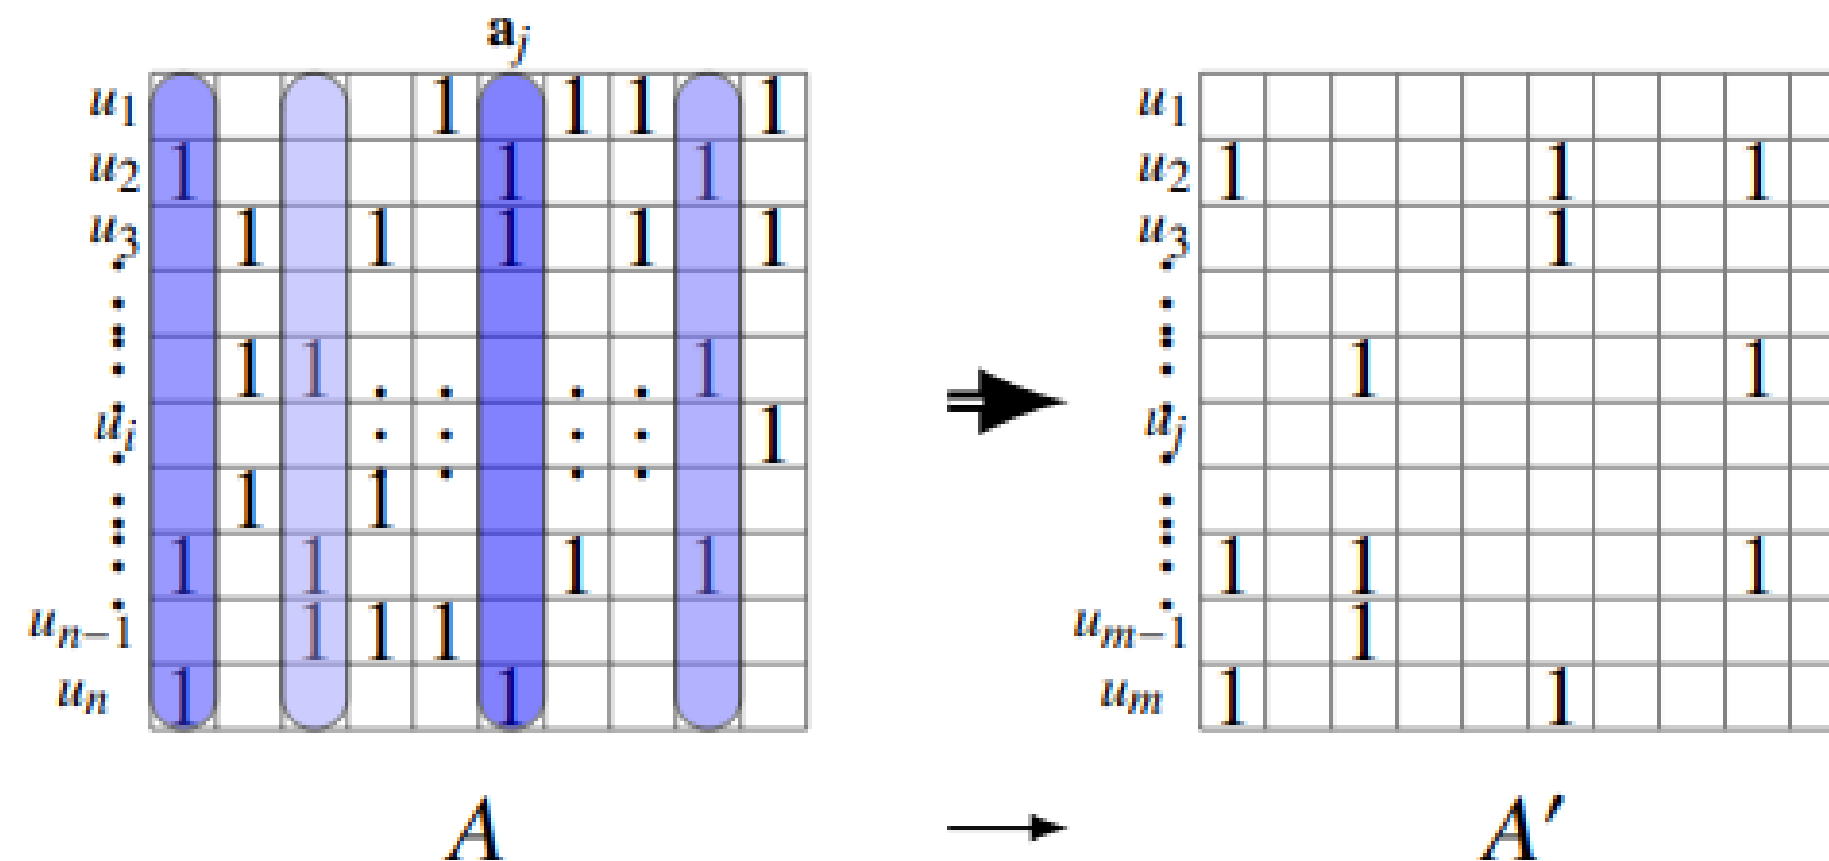 a_j
u_1 1 1 1 1 u_1
u_2 1 1 1 u_2 1 1 1
u_3 1 1 1 1 1 u_3 1
1 1 1 1 1
u_i 1 u_j
1 1
1 1 1 1 1 1 1
u_{n-1} 1 1 1 u_{m-1} 1
u_n 1 1 u_m 1 1
A A′